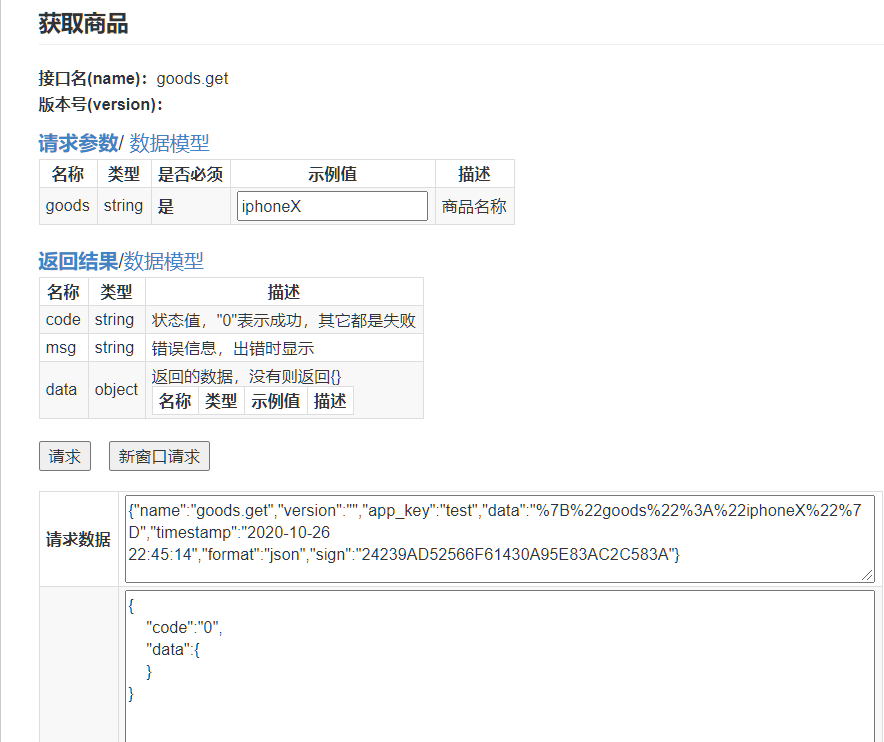 获取商品
接口名(name)：goods.get
版本号(version)：
请求参数/ 数据模型
名称 类型 是否必须 示例值 描述
goods string 是 iphoneX 商品名称
返回结果/数据模型
名称 类型 描述
code string 状态值，"0"表示成功，其它都是失败
msg string 错误信息，出错时显示
data object 返回的数据，没有则返回{}
名称 类型 示例值 描述
请求 新窗口请求
请求数据
{"name":"goods.get","version":"","app_key":"test","data":"%7B%22goods%22%3A%22iphoneX%22%7
D","timestamp":"2020-10-26
22:45:14","format":"json","sign":"24239AD52566F61430A95E83AC2C583A"}
{
"code":"0",
"data":{
}
}